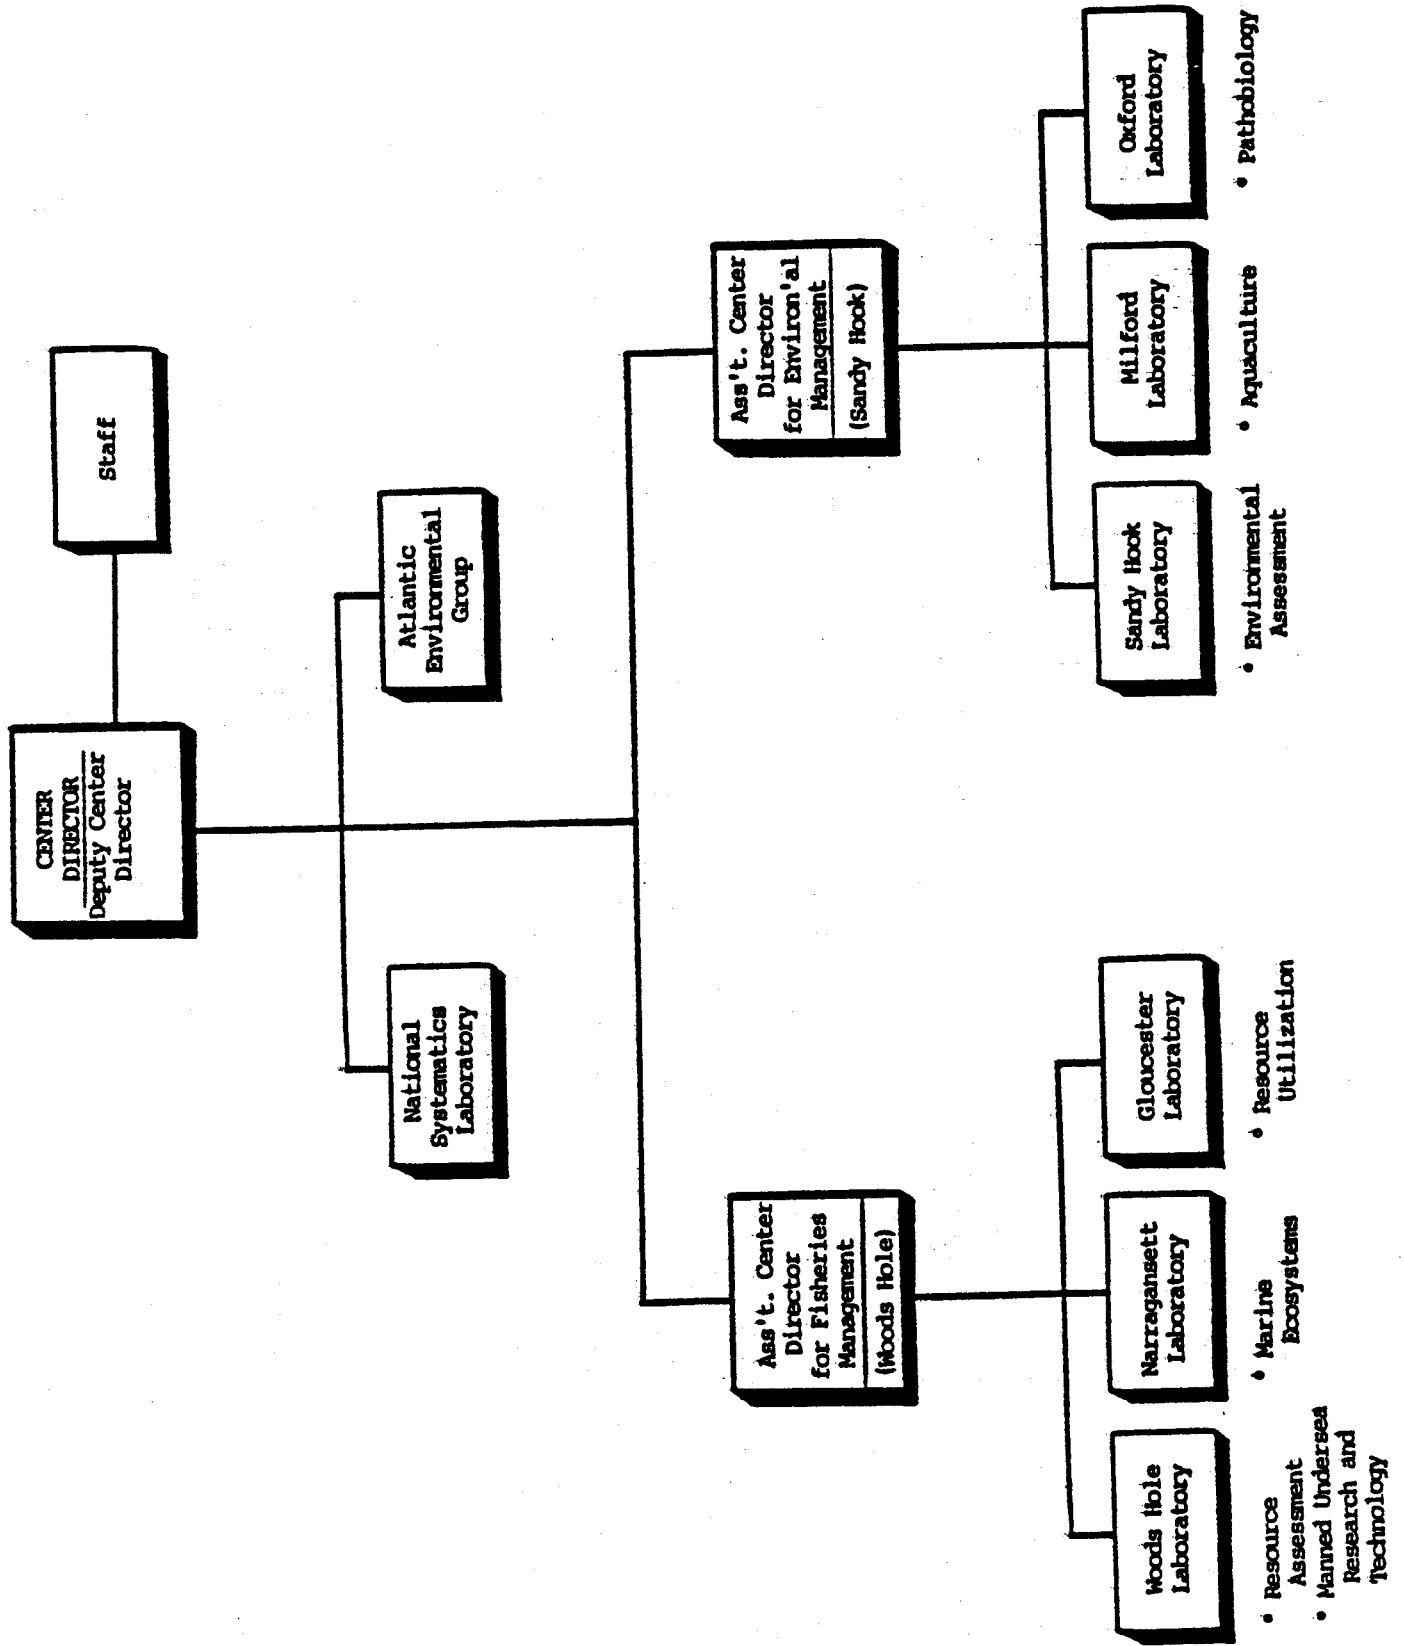 CENTER
DIRECTOR
Deputy Center
Director
Staff
National
Systematics
Laboratory
Atlantic
Environmental
Group
Ass't. Center
Director
for Fisheries
Management
(Woods Hole)
Ass't. Center
Director
for Environ'al
Management
(Sandy Hook)
Woods Hole
Laboratory
• Resource
Assessment
• Manned Undersea
Research and
Technology
Narragansett
Laboratory
• Marine
Ecosystems
Gloucester
Laboratory
• Resource
Utilization
Sandy Hook
Laboratory
• Environmental
Assessment
Milford
Laboratory
• Aquaculture
Oxford
Laboratory
• Pathobiology